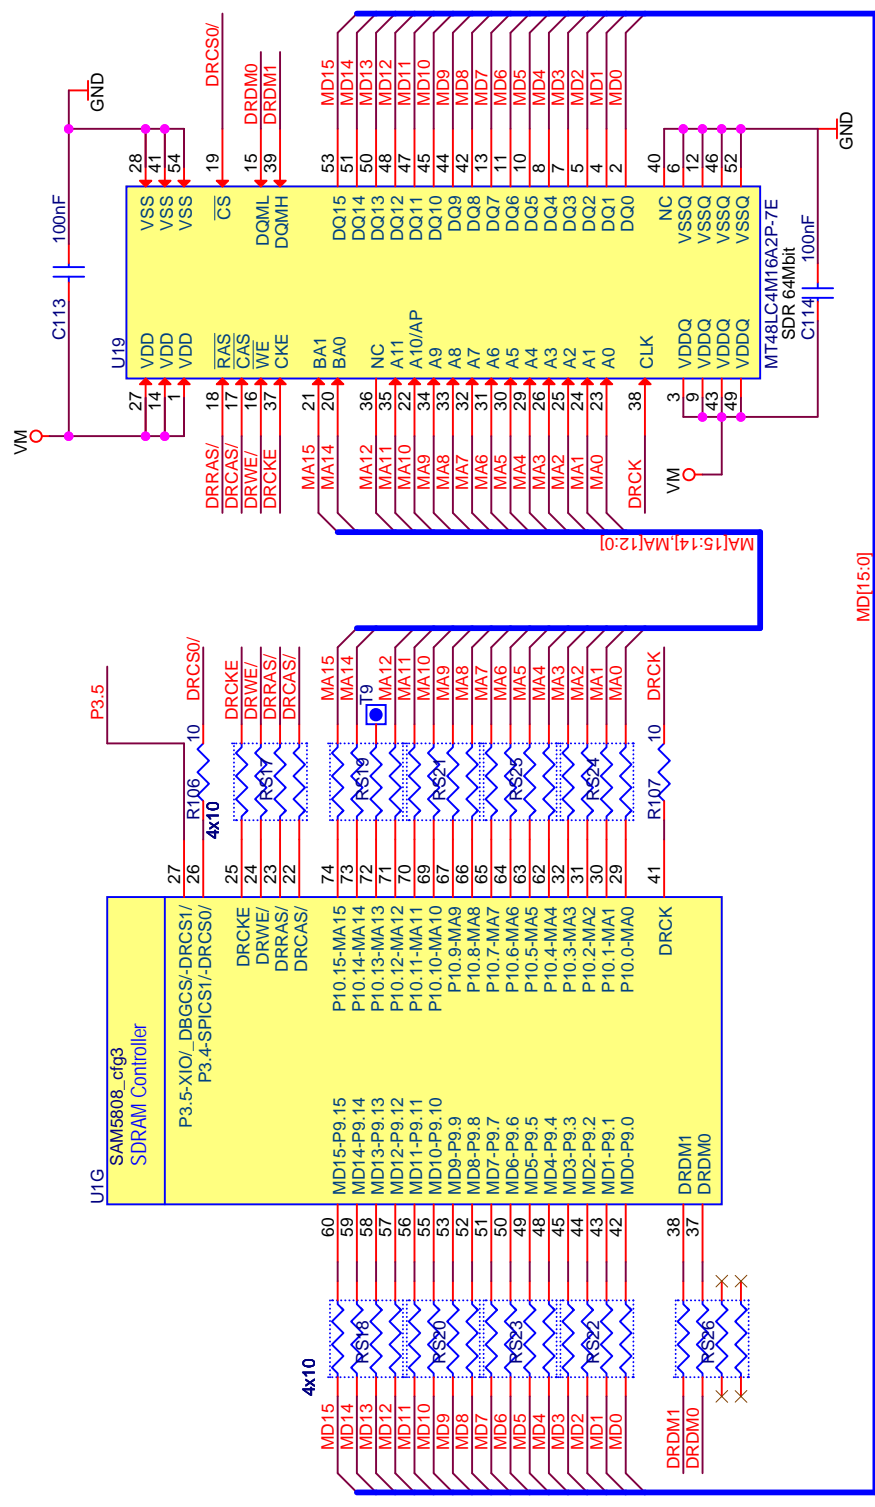 U1G
SAM5808_cfg3
SDRAM Controller
P3.5-XIO/_DBGCS/-DRCS1/ 27 P3.5
P3.4-SPICS1/-DRCS0/ 26 R106 10 DRCS0/
4x10
DRCKE 25 DRCKE
DRWE/ 24 DRWE/
RS17
DRRAS/ 23 DRRAS/
DRCAS/ 22 DRCAS/
4x10
MD15 60 MD15-P9.15 P10.15-MA15 74 MA15
MD14 59 MD14-P9.14 P10.14-MA14 73 MA14
RS18 RS19
MD13 58 MD13-P9.13 P10.13-MA13 72 T9
MD12 57 MD12-P9.12 P10.12-MA12 71 MA12
MD11 56 MD11-P9.11 P10.11-MA11 70 MA11
MD10 55 MD10-P9.10 P10.10-MA10 69 MA10
RS20 RS21
MD9 53 MD9-P9.9 P10.9-MA9 67 MA9
MD8 52 MD8-P9.8 P10.8-MA8 66 MA8
MD7 51 MD7-P9.7 P10.7-MA7 65 MA7
MD6 50 MD6-P9.6 P10.6-MA6 64 MA6
RS23 RS25
MD5 49 MD5-P9.5 P10.5-MA5 63 MA5
MD4 48 MD4-P9.4 P10.4-MA4 62 MA4
MD3 45 MD3-P9.3 P10.3-MA3 32 MA3
MD2 44 MD2-P9.2 P10.2-MA2 31 MA2
RS22 RS24
MD1 43 MD1-P9.1 P10.1-MA1 30 MA1
MD0 42 MD0-P9.0 P10.0-MA0 29 MA0
DRCK 41 R107 10 DRCK
DRDM1 38 DRDM1
DRDM0 37 DRDM0
RS26
MA[15:14],MA[12:0]
MD[15:0]
VM
C113 100nF
GND
U19
27 VDD VSS 28
14 VDD VSS 41
1 VDD VSS 54
DRRAS/ 18 RAS CS 19 DRCS0/
DRCAS/ 17 CAS
DRWE/ 16 WE DQML 15 DRDM0
DRCKE 37 CKE DQMH 39 DRDM1
MA15 21 BA1
MA14 20 BA0 DQ15 53 MD15
DQ14 51 MD14
MA12 36 NC DQ13 50 MD13
MA11 35 A11 DQ12 48 MD12
MA10 22 A10/AP DQ11 47 MD11
MA9 34 A9 DQ10 45 MD10
MA8 33 A8 DQ9 44 MD9
MA7 32 A7 DQ8 42 MD8
MA6 31 A6 DQ7 13 MD7
MA5 30 A5 DQ6 11 MD6
MA4 29 A4 DQ5 10 MD5
MA3 26 A3 DQ4 8 MD4
MA2 25 A2 DQ3 7 MD3
MA1 24 A1 DQ2 5 MD2
MA0 23 A0 DQ1 4 MD1
DQ0 2 MD0
DRCK 38 CLK
NC 40
3 VDDQ VSSQ 6
9 VDDQ VSSQ 12
43 VDDQ VSSQ 46
49 VDDQ VSSQ 52
VM
GND
MT48LC4M16A2P-7E
SDR 64Mbit
C114 100nF